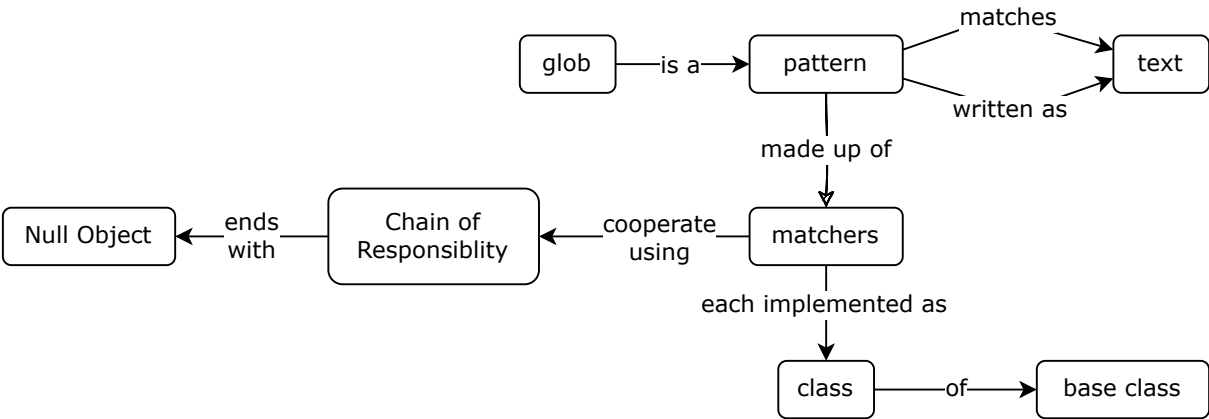 matches
glob
is a
pattern
text
written as
made up of
Null Object
ends
with
Chain of
Responsiblity
cooperate
using
matchers
each implemented as
class
of
base class